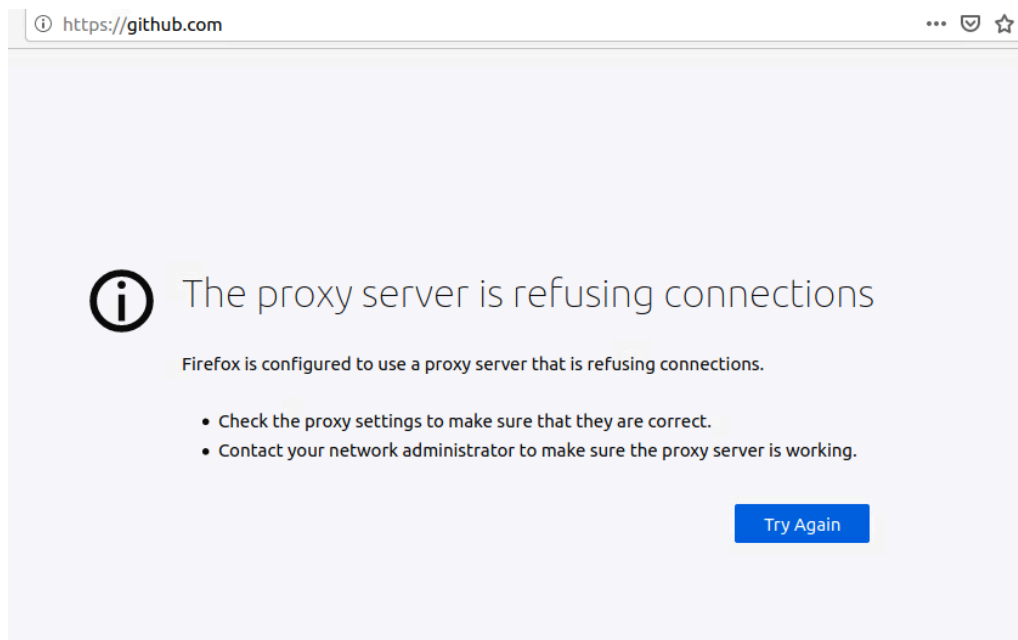 https://github.com
The proxy server is refusing connections
Firefox is configured to use a proxy server that is refusing connections.
• Check the proxy settings to make sure that they are correct.
• Contact your network administrator to make sure the proxy server is working.
Try Again